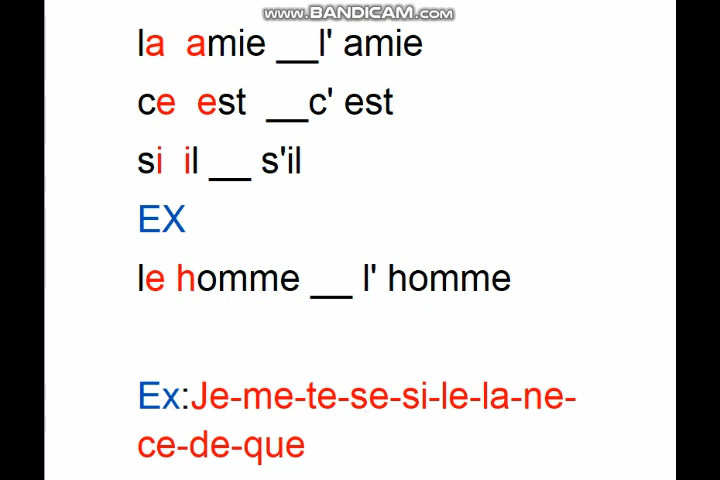 www.BANDICAM.com
la amie __l' amie
ce est __c' est
si il __ s'il
EX
le homme __ l' homme
Ex:Je-me-te-se-si-le-la-ne-
ce-de-que